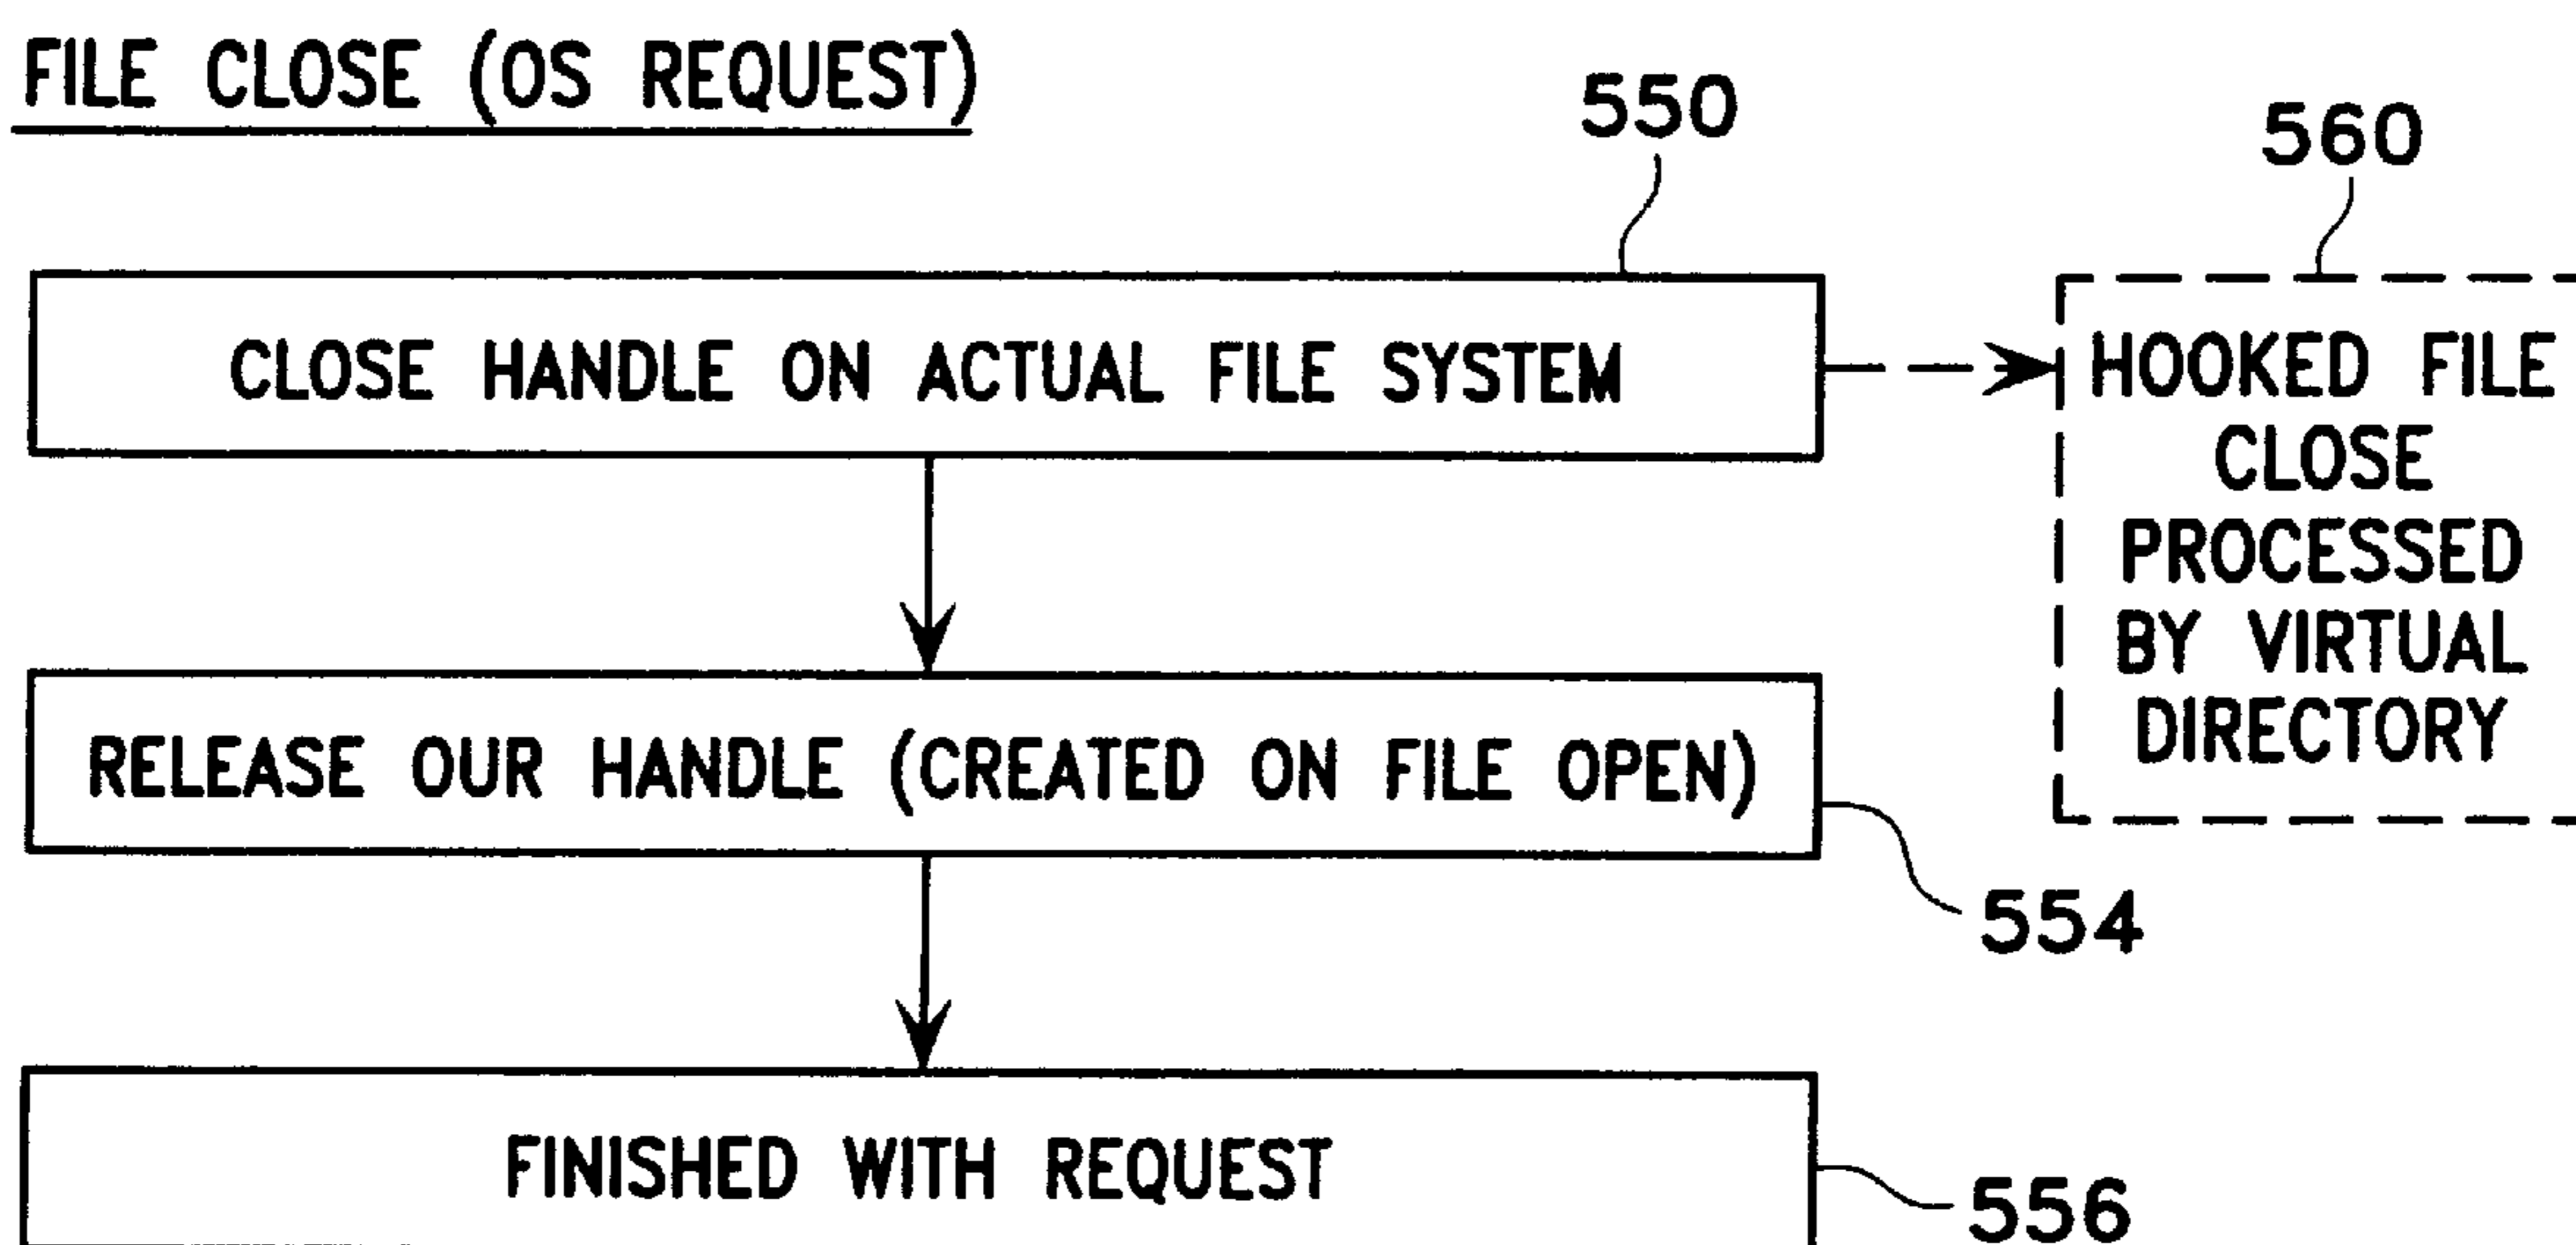 FILE CLOSE (OS REQUEST)
550
560
CLOSE HANDLE ON ACTUAL FILE SYSTEM
HOOKED FILE
CLOSE
PROCESSED
BY VIRTUAL
DIRECTORY
RELEASE OUR HANDLE (CREATED ON FILE OPEN)
554
FINISHED WITH REQUEST
556